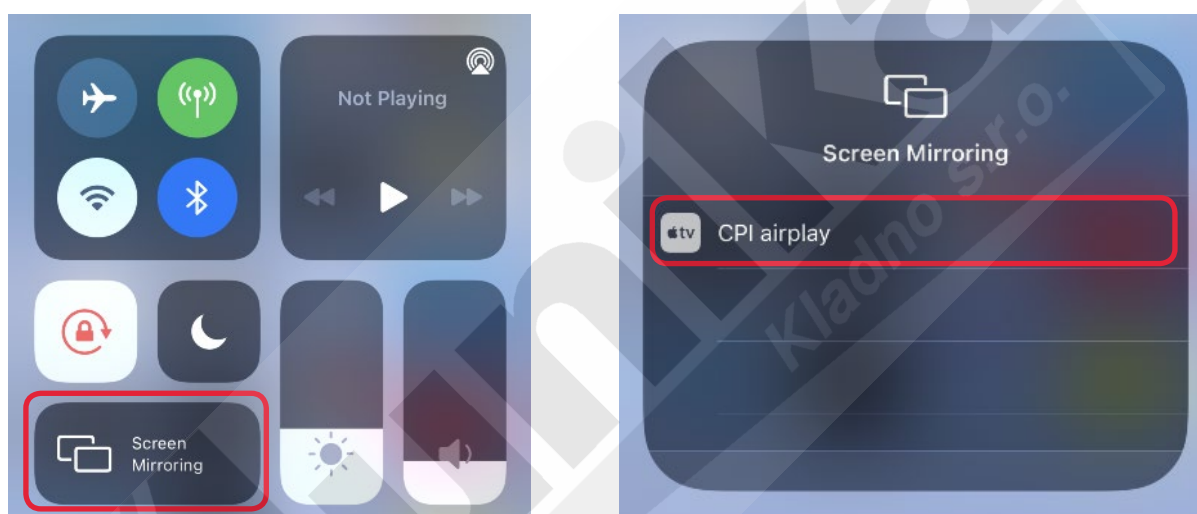 Not Playing
Screen
Mirroring
Screen Mirroring
tv
CPI airplay
Kladno s.r.o.